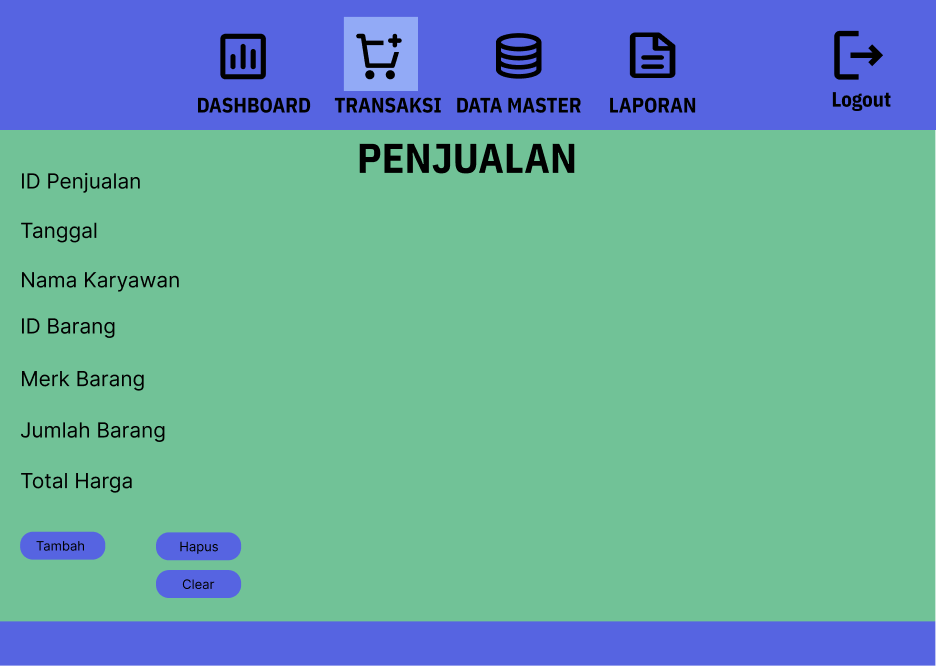 DASHBOARD
TRANSAKSI
DATA MASTER
LAPORAN
Logout
PENJUALAN
ID Penjualan
Tanggal
Nama Karyawan
ID Barang
Merk Barang
Jumlah Barang
Total Harga
Tambah
Hapus
Clear